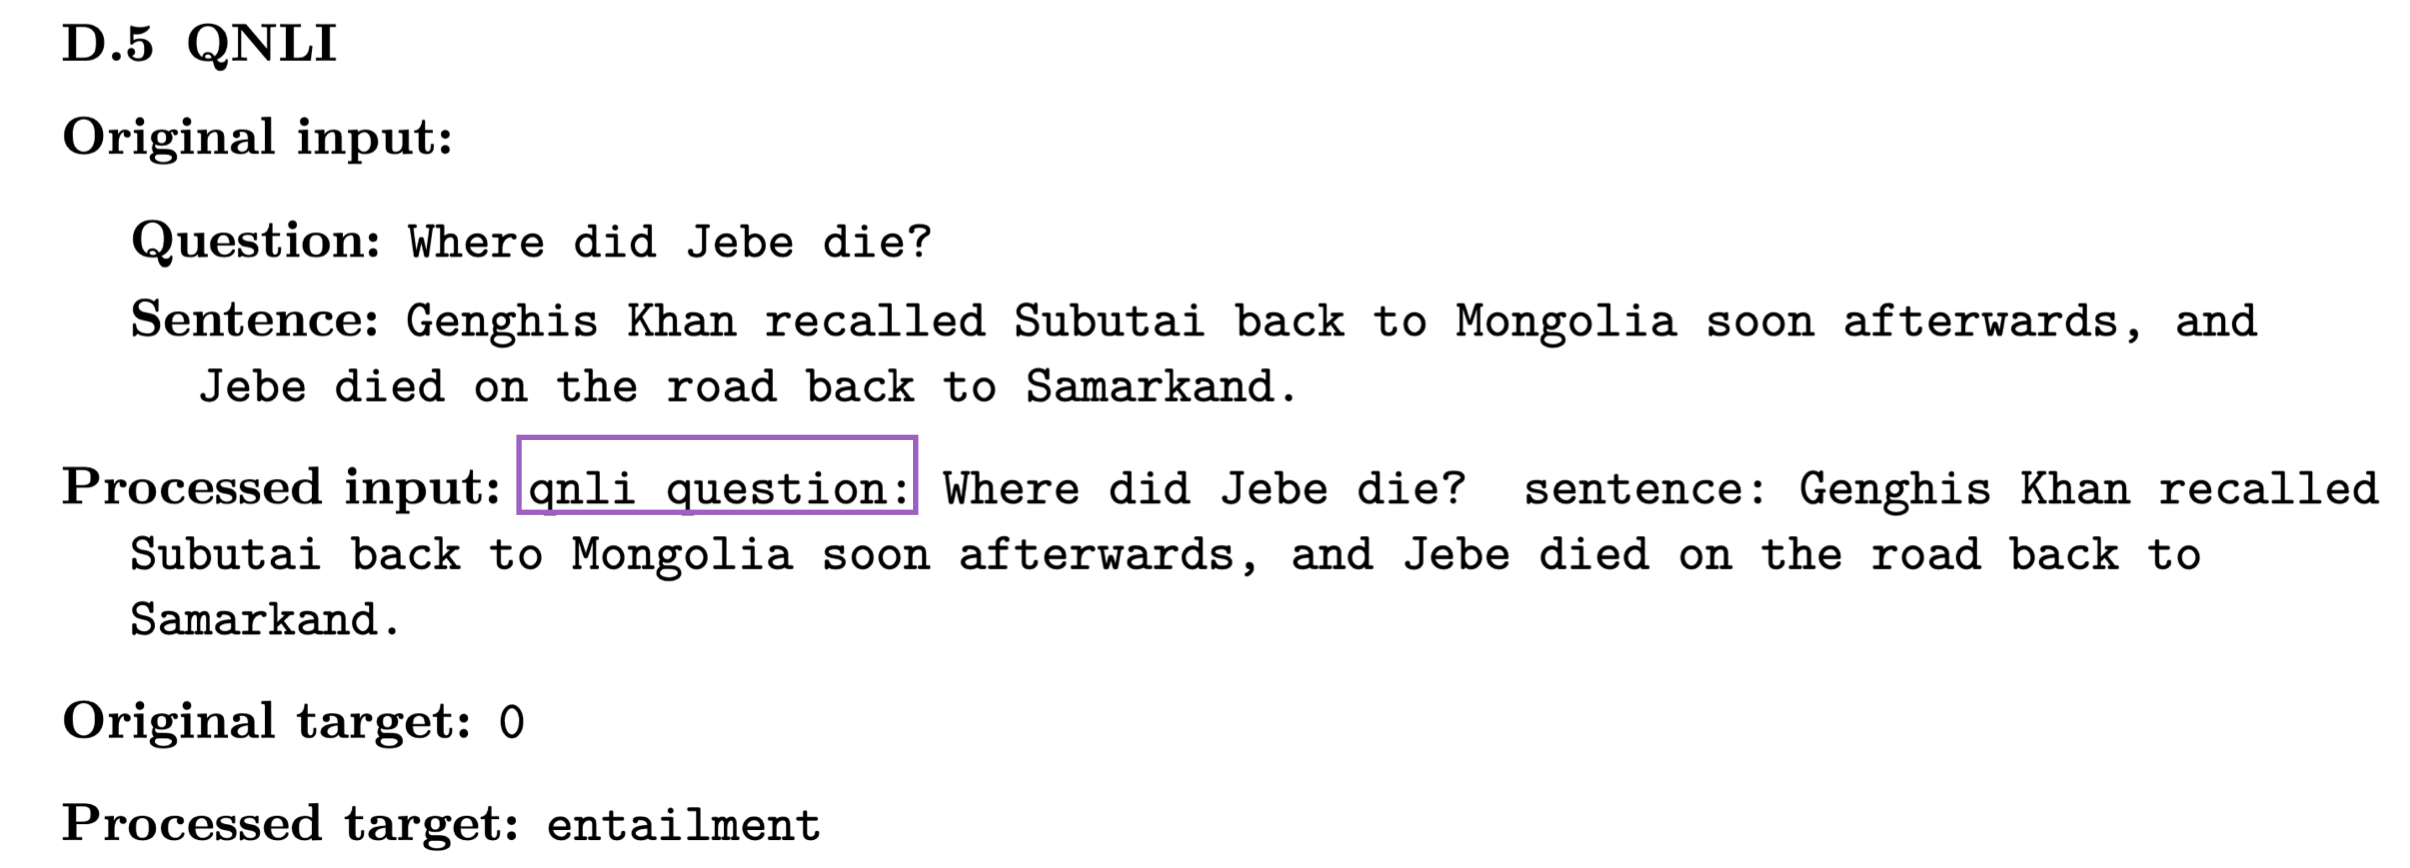 D.5 QNLI
Original input:
Question: Where did Jebe die?
Sentence: Genghis Khan recalled Subutai back to Mongolia soon afterwards, and
Jebe died on the road back to Samarkand.
Processed input: qnli question: Where did Jebe die? sentence: Genghis Khan recalled
Subutai back to Mongolia soon afterwards, and Jebe died on the road back to
Samarkand.
Original target: 0
Processed target: entailment